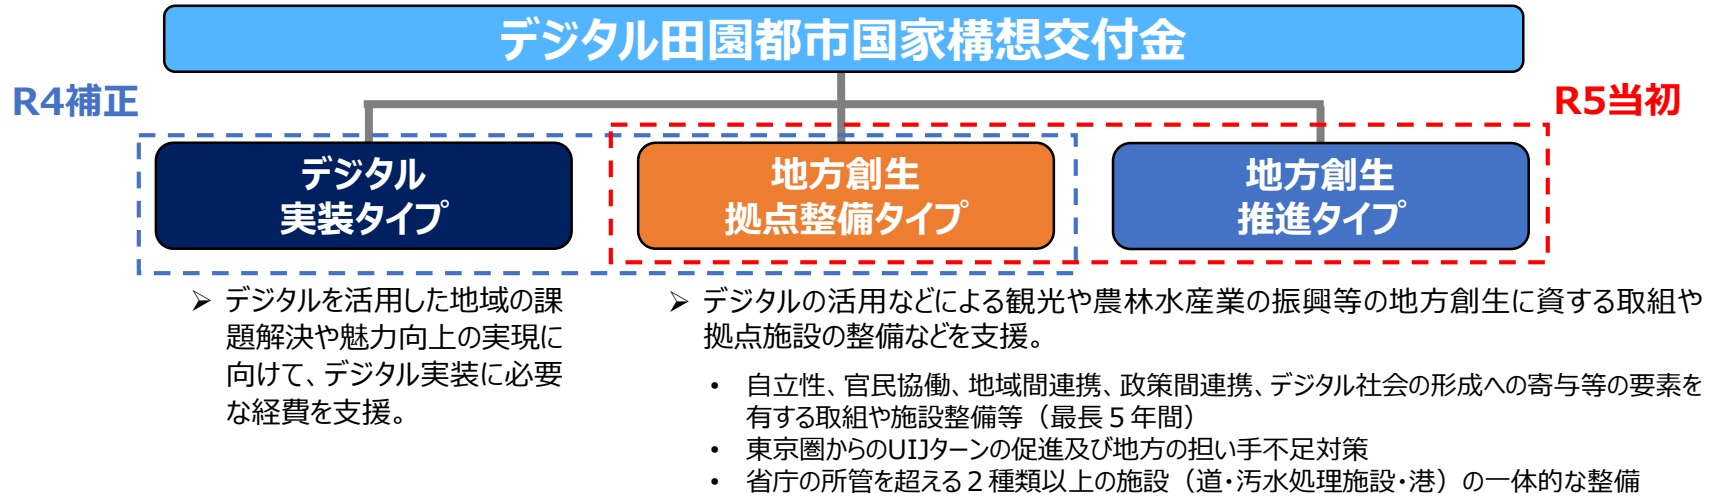 デジタル田園都市国家構想交付金
R4補正
R5当初
デジタル
実装タイプ
地方創生
拠点整備タイプ
地方創生
推進タイプ
➢ デジタルを活用した地域の課
題解決や魅力向上の実現に
向けて、デジタル実装に必要
な経費を支援。
➢ デジタルの活用などによる観光や農林水産業の振興等の地方創生に資する取組や
拠点施設の整備などを支援。
• 自立性、官民協働、地域間連携、政策間連携、デジタル社会の形成への寄与等の要素を
有する取組や施設整備等（最長５年間）
• 東京圏からのUIJターンの促進及び地方の担い手不足対策
• 省庁の所管を超える２種類以上の施設（道・汚水処理施設・港）の一体的な整備